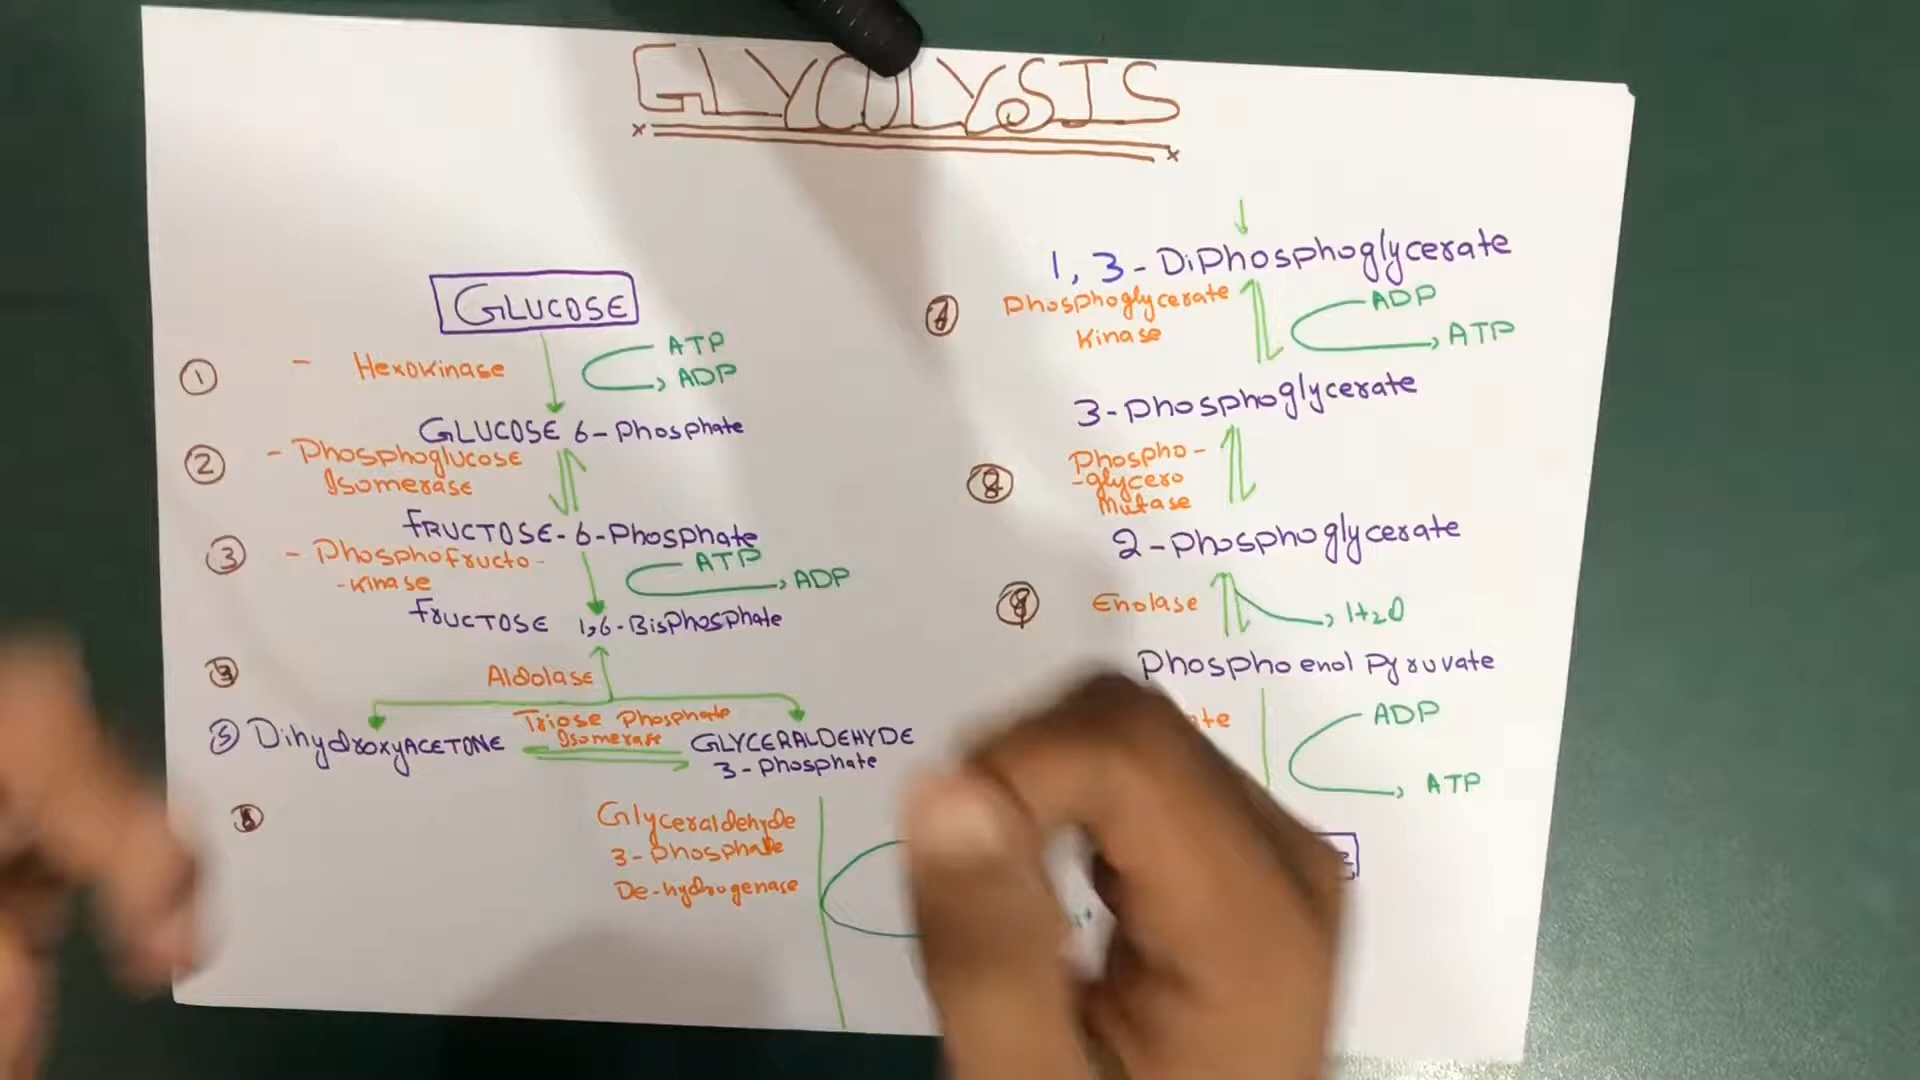 GLYCOLYSIS
GLUCOSE
① - Hexokinase
ATP
ADP
GLUCOSE 6-Phosphate
② - Phosphoglucose
Isomerase
FRUCTOSE-6-Phosphate
③ - Phosphofructo-
-kinase
ATP
ADP
FRUCTOSE 1,6-Bisphosphate
Aldolase
⑤ DihydroxyACETONE
Triose Phosphate
Isomerase
GLYCERALDEHYDE
3-Phosphate
Glyceraldehyde
3-Phosphate
De-hydrogenase
1,3-Diphosphoglycerate
Phosphoglycerate
Kinase
ADP
ATP
3-Phosphoglycerate
Phospho-
-glycero
Mutase
2-Phosphoglycerate
Enolase
H2O
Phosphoenol Pyruvate
ADP
ATP